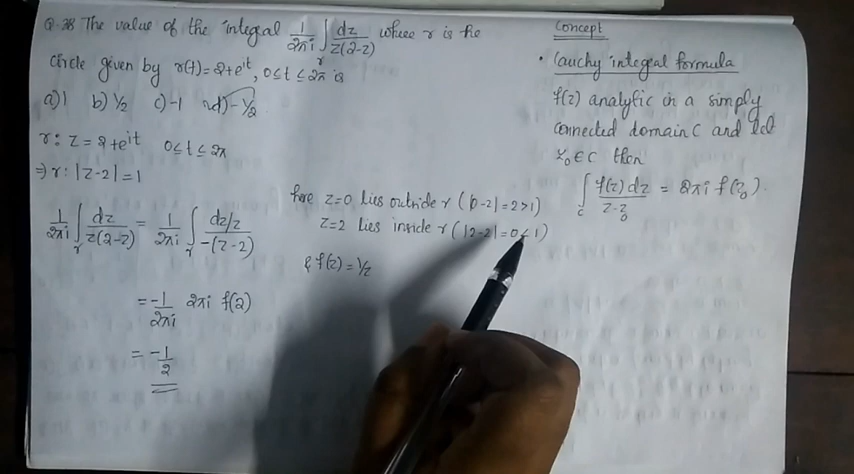 Q-38 The value of the integral 1/2πi ∫_γ dz/z(2-z) where r is the
circle given by r(t)=2+e^it, 0≤t≤2π is
a) 1 b) 1/2 c) -1 d) -1/2
r: z = 2+e^it 0≤t≤2π
⇒ r: |z-2|=1
1/2πi ∫_r dz/z(2-z) = 1/2πi ∫_r dz/z / -(z-2)
= -1/2πi 2πi f(2)
= -1/2
here z=0 lies outside r (|0-2|=2>1)
z=2 lies inside r (|2-2|=0<1)
& f(z) = 1/z
Concept
• Cauchy integral formula
f(z) analytic in a simply
connected domain C and let
z₀ ∈ C then
∫_c f(z) dz / z-z₀ = 2πi f(z₀).